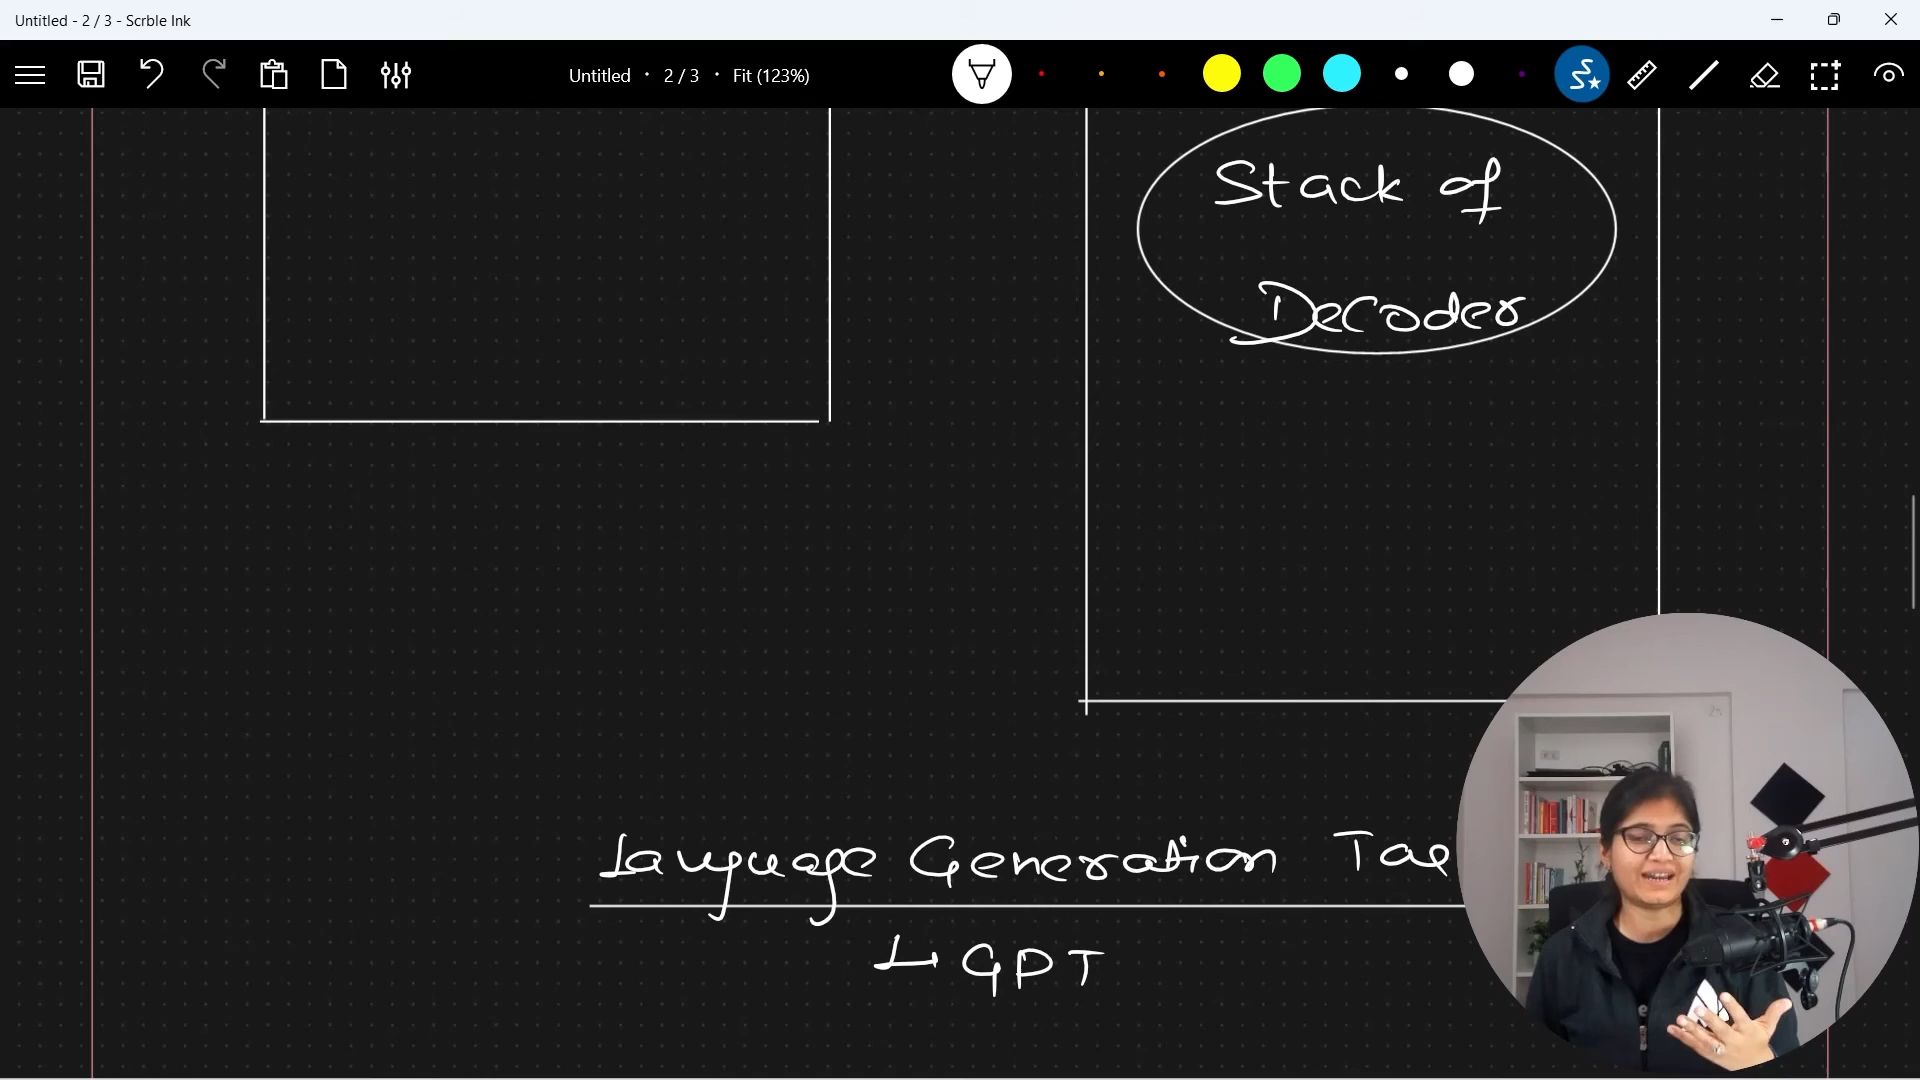 Untitled - 2 / 3 - Scrble Ink
Untitled • 2 / 3 • Fit (123%)
Stack of
Decoder
Language Generation
↳ GPT